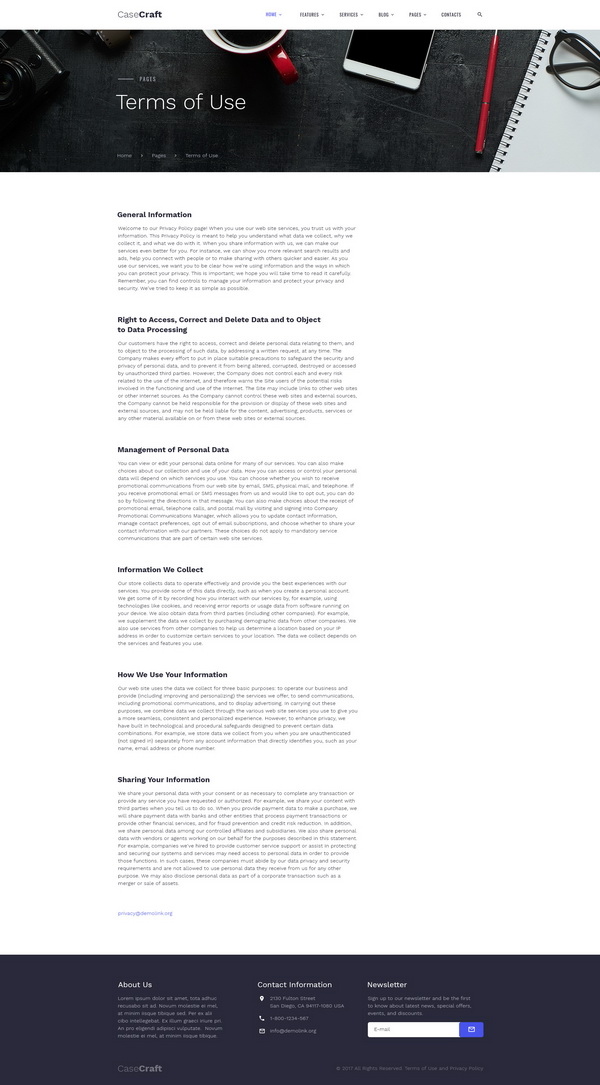 CaseCraft HOME FEATURES SERVICES BLOG PAGES CONTACTS
PAGES
Terms of Use
Home Pages Terms of Use
General Information
Welcome to our Privacy Policy page! When you use our web site services, you trust us with your
information. This Privacy Policy is meant to help you understand what data we collect, why we
collect it, and what we do with it. When you share information with us, we can make our
services even better for you. For instance, we can show you more relevant search results and
ads, help you connect with people or to make sharing with others quicker and easier. As you
use our services, we want you to be clear how we're using information and the ways in which
you can protect your privacy. This is important; we hope you will take time to read it carefully.
Remember, you can find controls to manage your information and protect your privacy and
security. We've tried to keep it as simple as possible.
Right to Access, Correct and Delete Data and to Object
to Data Processing
Our customers have the right to access, correct and delete personal data relating to them, and
to object to the processing of such data, by addressing a written request, at any time. The
Company makes every effort to put in place suitable precautions to safeguard the security and
privacy of personal data, and to prevent it from being altered, corrupted, destroyed or accessed
by unauthorized third parties. However, the Company does not control each and every risk
related to the use of the Internet, and therefore warns the Site users of the potential risks
involved in the functioning and use of the Internet. The Site may include links to other web sites
or other internet sources. As the Company cannot control these web sites and external sources,
the Company cannot be held responsible for the provision or display of these web sites and
external sources, and may not be held liable for the content, advertising, products, services or
any other material available on or from these web sites or external sources.
Management of Personal Data
You can view or edit your personal data online for many of our services. You can also make
choices about our collection and use of your data. How you can access or control your personal
data will depend on which services you use. You can choose whether you wish to receive
promotional communications from our web site by email, SMS, physical mail, and telephone. If
you receive promotional email or SMS messages from us and would like to opt out, you can do
so by following the directions in that message. You can also make choices about the receipt of
promotional email, telephone calls, and postal mail by visiting and signing into Company
Promotional Communications Manager, which allows you to update contact information,
manage contact preferences, opt out of email subscriptions, and choose whether to share your
contact information with our partners. These choices do not apply to mandatory service
communications that are part of certain web site services.
Information We Collect
Our store collects data to operate effectively and provide you the best experiences with our
services. You provide some of this data directly, such as when you create a personal account.
We get some of it by recording how you interact with our services by, for example, using
technologies like cookies, and receiving error reports or usage data from software running on
your device. We also obtain data from third parties (including other companies). For example,
we supplement the data we collect by purchasing demographic data from other companies. We
also use services from other companies to help us determine a location based on your IP
address in order to customize certain services to your location. The data we collect depends on
the services and features you use.
How We Use Your Information
Our web site uses the data we collect for three basic purposes: to operate our business and
provide (including improving and personalizing) the services we offer, to send communications,
including promotional communications, and to display advertising. In carrying out these
purposes, we combine data we collect through the various web site services you use to give you
a more seamless, consistent and personalized experience. However, to enhance privacy, we
have built in technological and procedural safeguards designed to prevent certain data
combinations. For example, we store data we collect from you when you are unauthenticated
(not signed in) separately from any account information that directly identifies you, such as your
name, email address or phone number.
Sharing Your Information
We share your personal data with your consent or as necessary to complete any transaction or
provide any service you have requested or authorized. For example, we share your content with
third parties when you tell us to do so. When you provide payment data to make a purchase, we
will share payment data with banks and other entities that process payment transactions or
provide other financial services, and for fraud prevention and credit risk reduction. In addition,
we share personal data among our controlled affiliates and subsidiaries. We also share personal
data with vendors or agents working on our behalf for the purposes described in this statement.
For example, companies we've hired to provide customer service support or assist in protecting
and securing our systems and services may need access to personal data in order to provide
those functions. In such cases, these companies must abide by our data privacy and security
requirements and are not allowed to use personal data they receive from us for any other
purpose. We may also disclose personal data as part of a corporate transaction such as a
merger or sale of assets.
privacy@demolink.org
About Us
Lorem ipsum dolor sit amet, tota adhuc
recusabo sit ad. Novum molestie ei mel,
et mim iisque tibique sed. Per ex alii
cibo intellegebat. Ex illum graeci iriure pri.
An pro eligendi adipisci vulputate. Novum
molestie ei mel, at mnim iisque tibique.
Contact Information
2130 Fulton Street
San Diego, CA 94117-1080 USA
1-800-1234-567
info@demolink.org
Newsletter
Sign up to our newsletter and be the first
to know about latest news, special offers,
events, and discounts.
E-mail
CaseCraft © 2017 All Rights Reserved. Terms of Use and Privacy Policy